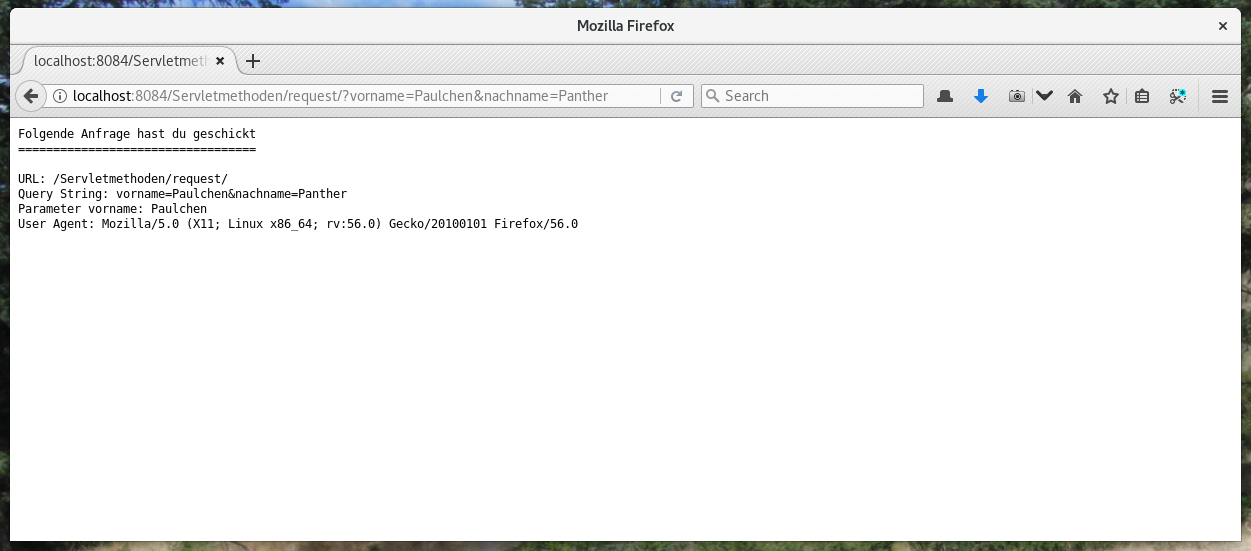 Mozilla Firefox
localhost:8084/Servletmet
localhost:8084/Servletmethoden/request/?vorname=Paulchen&nachname=Panther
Search
Folgende Anfrage hast du geschickt
==================================
URL: /Servletmethoden/request/
Query String: vorname=Paulchen&nachname=Panther
Parameter vorname: Paulchen
User Agent: Mozilla/5.0 (X11; Linux x86_64; rv:56.0) Gecko/20100101 Firefox/56.0